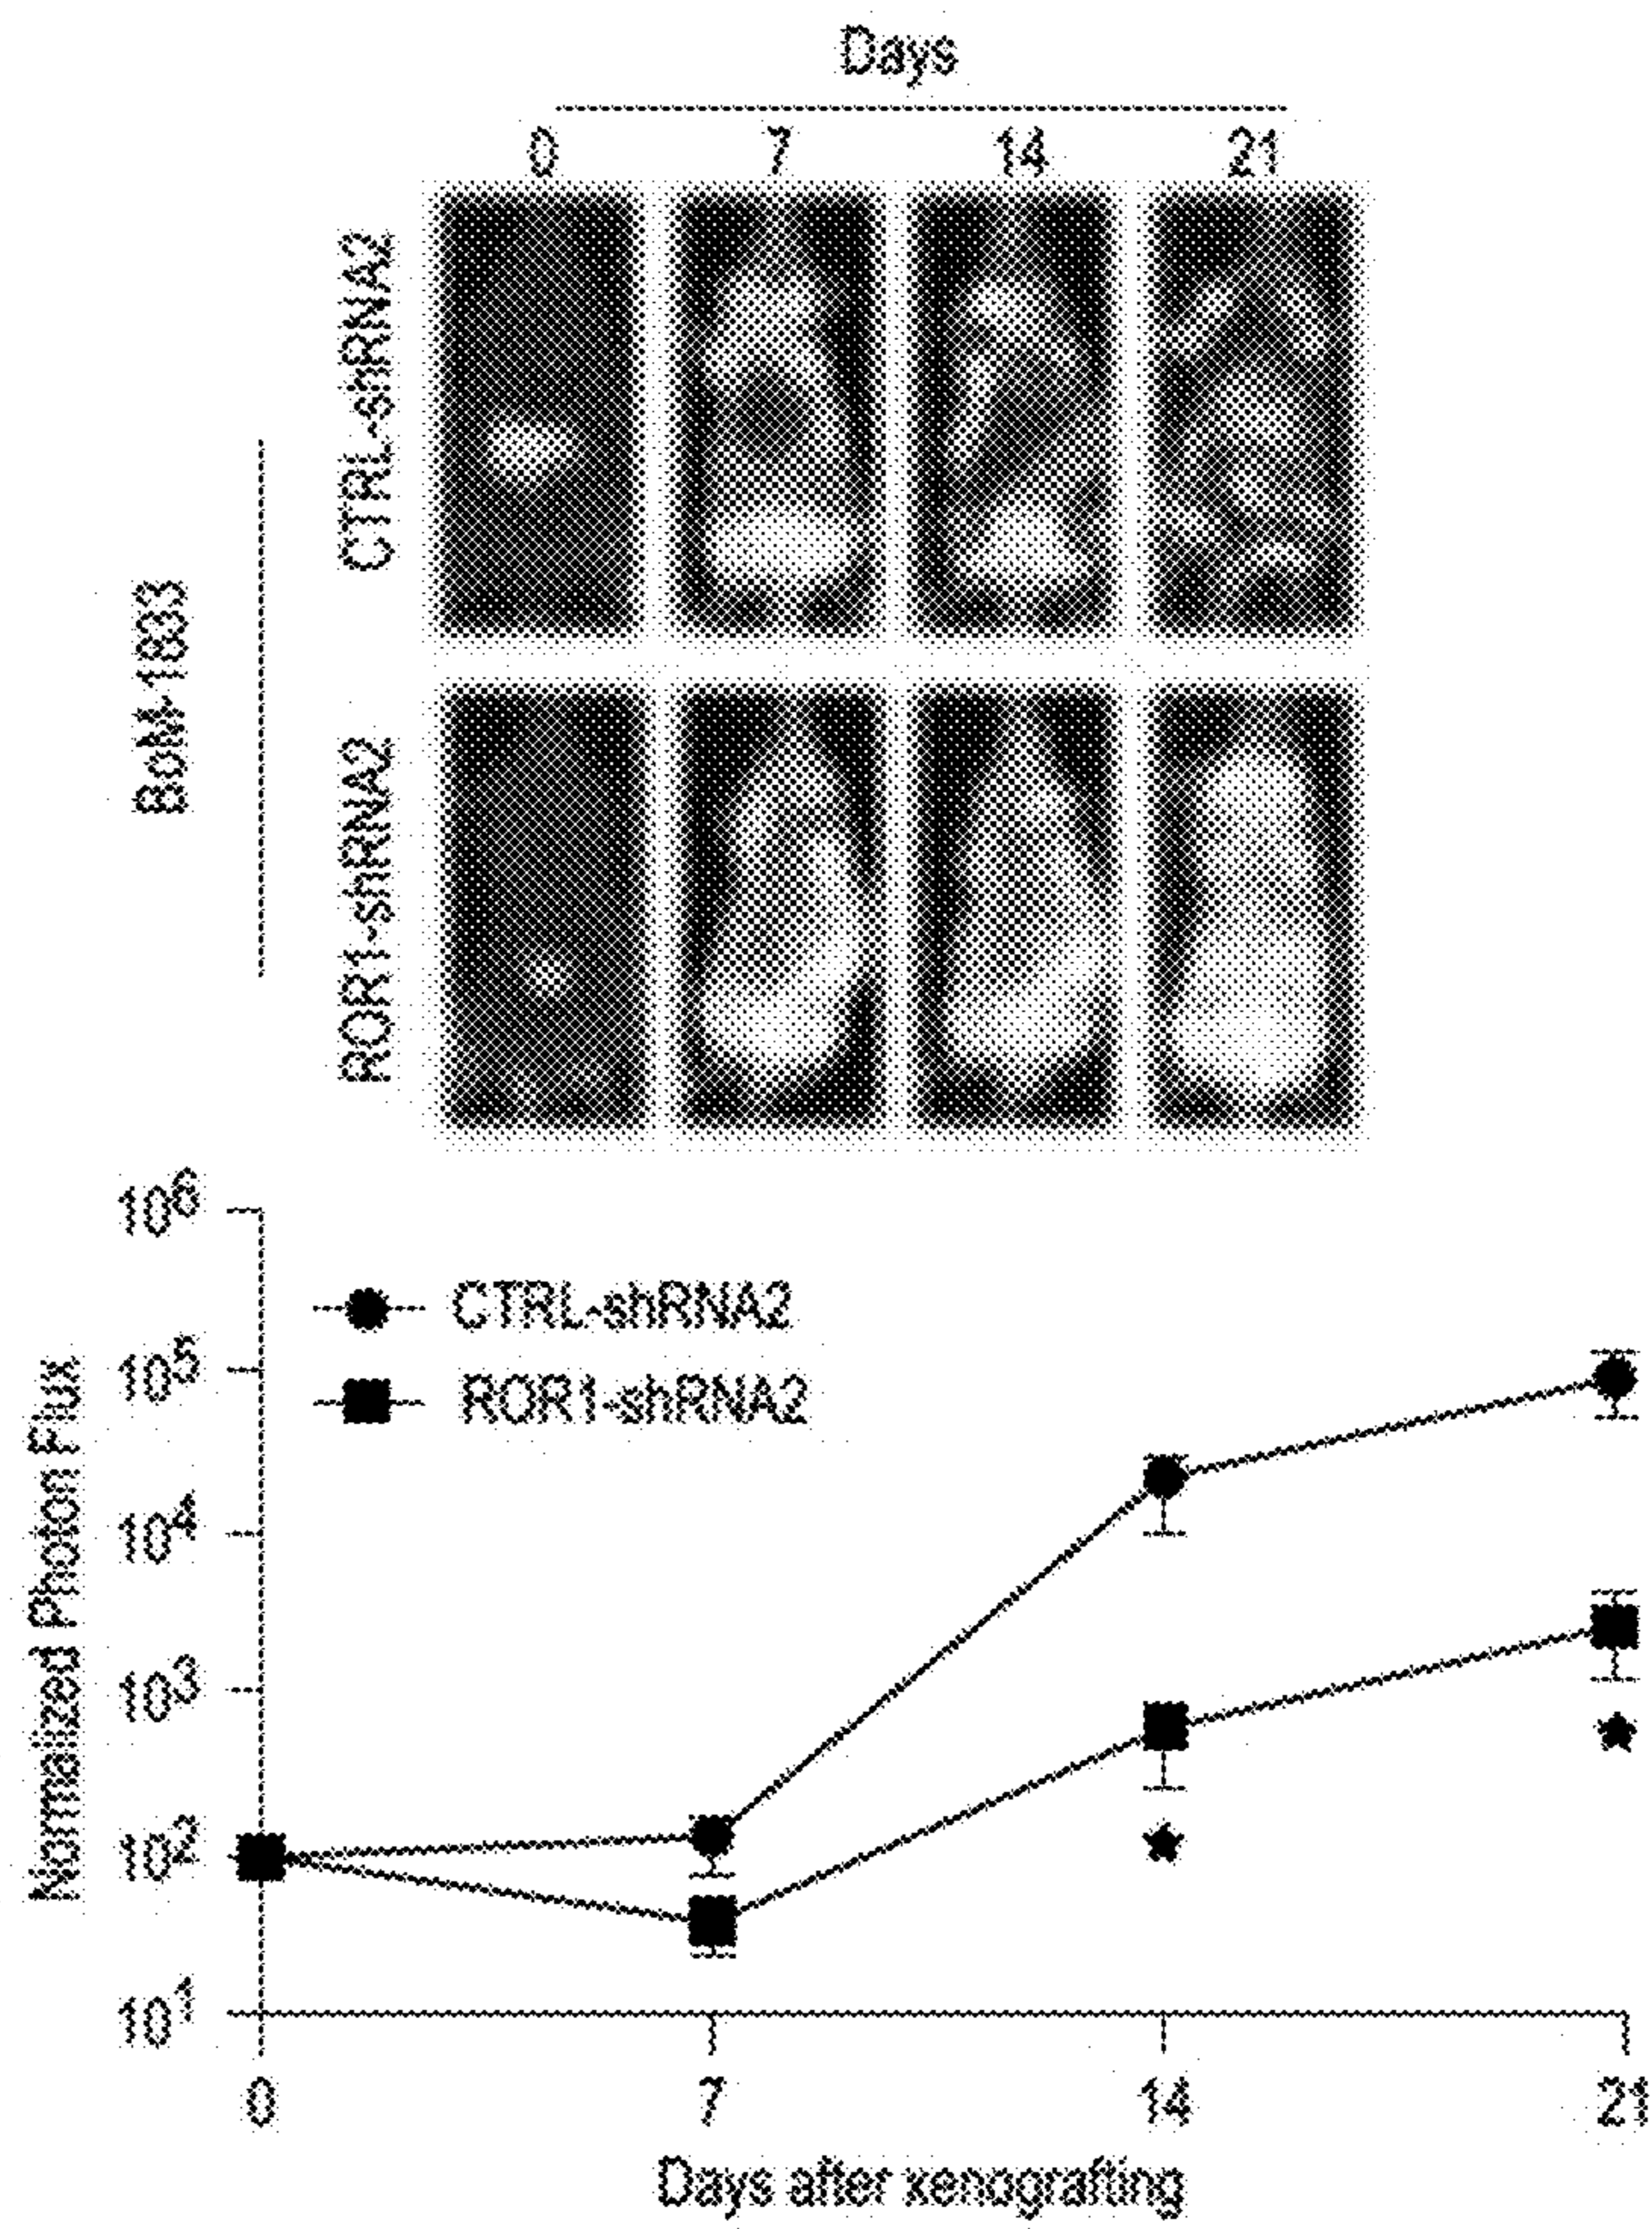 Days
0 7 14 21
BoM-1833
CTRL-shRNA2
ROR1-shRNA2
Normalized Photon Flux
10^6
10^5
10^4
10^3
10^2
10^1
CTRL-shRNA2
ROR1-shRNA2
0 7 14 21
Days after xenografting